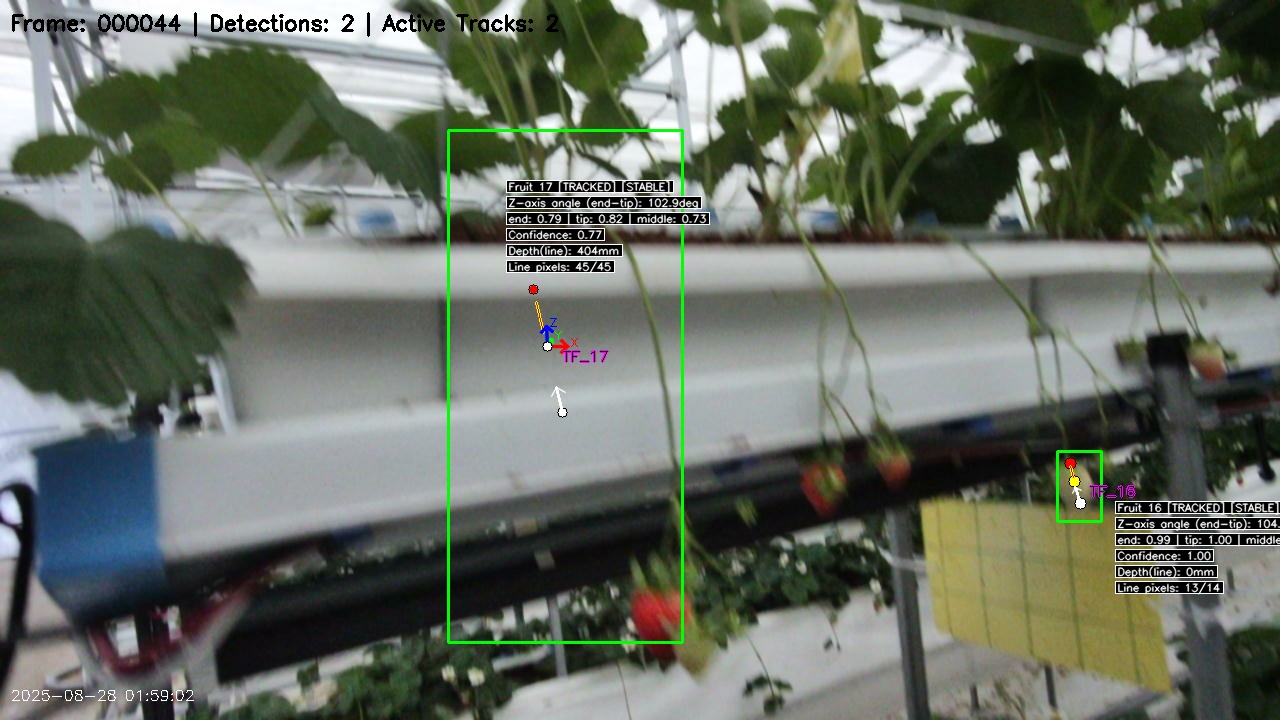 Frame: 000044 | Detections: 2 | Active Tracks: 2
Fruit 17 [TRACKED] [STABLE]
Z-axis angle (end-tip): 102.9deg
end: 0.79 | tip: 0.82 | middle: 0.73
Confidence: 0.77
Depth(line): 404mm
Line pixels: 45/45
Z
X
TF_17
TF_16
Fruit 16 [TRACKED] [STABLE]
Z-axis angle (end-tip): 104.
end: 0.99 | tip: 1.00 | middle
Confidence: 1.00
Depth(line): 0mm
Line pixels: 13/14
2025-08-28 01:59:02